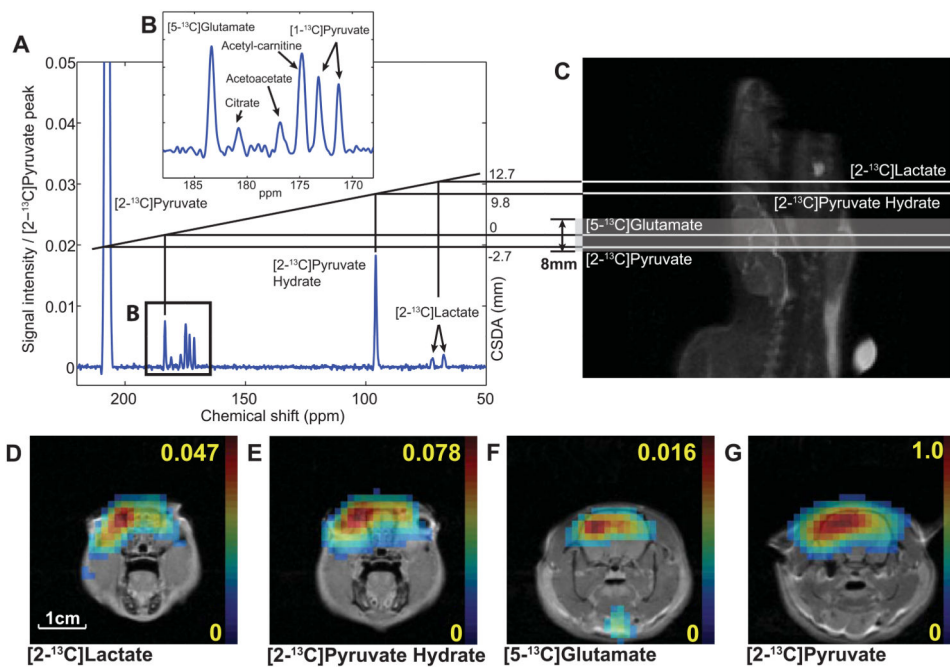 A
B
[5-¹³C]Glutamate
[1-¹³C]Pyruvate
Acetyl-carnitine
Acetoacetate
Citrate
185 180 175 170
ppm
Signal intensity / [2-¹³C]Pyruvate peak
0.05
0.04
0.03
0.02
0.01
0
[2-¹³C]Pyruvate
[2-¹³C]Pyruvate
Hydrate
[2-¹³C]Lactate
B
200 150 100 50
Chemical shift (ppm)
12.7
9.8
0
-2.7
CSDA (mm)
8mm
C
[2-¹³C]Lactate
[2-¹³C]Pyruvate Hydrate
[5-¹³C]Glutamate
[2-¹³C]Pyruvate
D
0.047
0
1cm
[2-¹³C]Lactate
E
0.078
0
[2-¹³C]Pyruvate Hydrate
F
0.016
0
[5-¹³C]Glutamate
G
1.0
0
[2-¹³C]Pyruvate